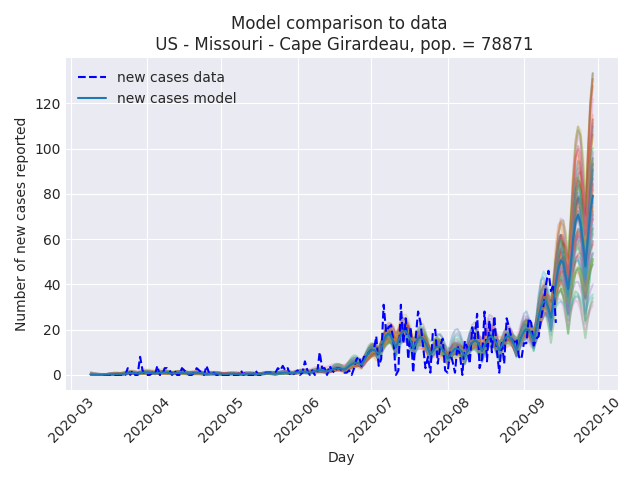 Model comparison to data
US - Missouri - Cape Girardeau, pop. = 78871
new cases data
new cases model
Number of new cases reported
120
100
80
60
40
20
0
2020-03
2020-04
2020-05
2020-06
2020-07
2020-08
2020-09
2020-10
Day